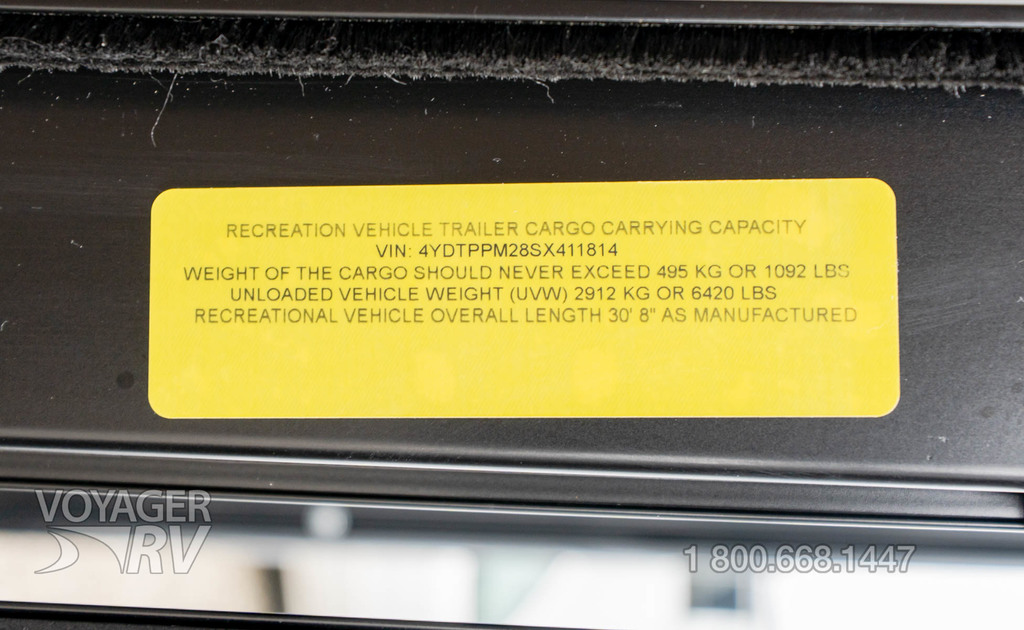 RECREATION VEHICLE TRAILER CARGO CARRYING CAPACITY
VIN: 4YDTPPM28SX411814
WEIGHT OF THE CARGO SHOULD NEVER EXCEED 495 KG OR 1092 LBS
UNLOADED VEHICLE WEIGHT (UVW) 2912 KG OR 6420 LBS
RECREATIONAL VEHICLE OVERALL LENGTH 30' 8" AS MANUFACTURED
VOYAGER
RV
1 800.668.1447